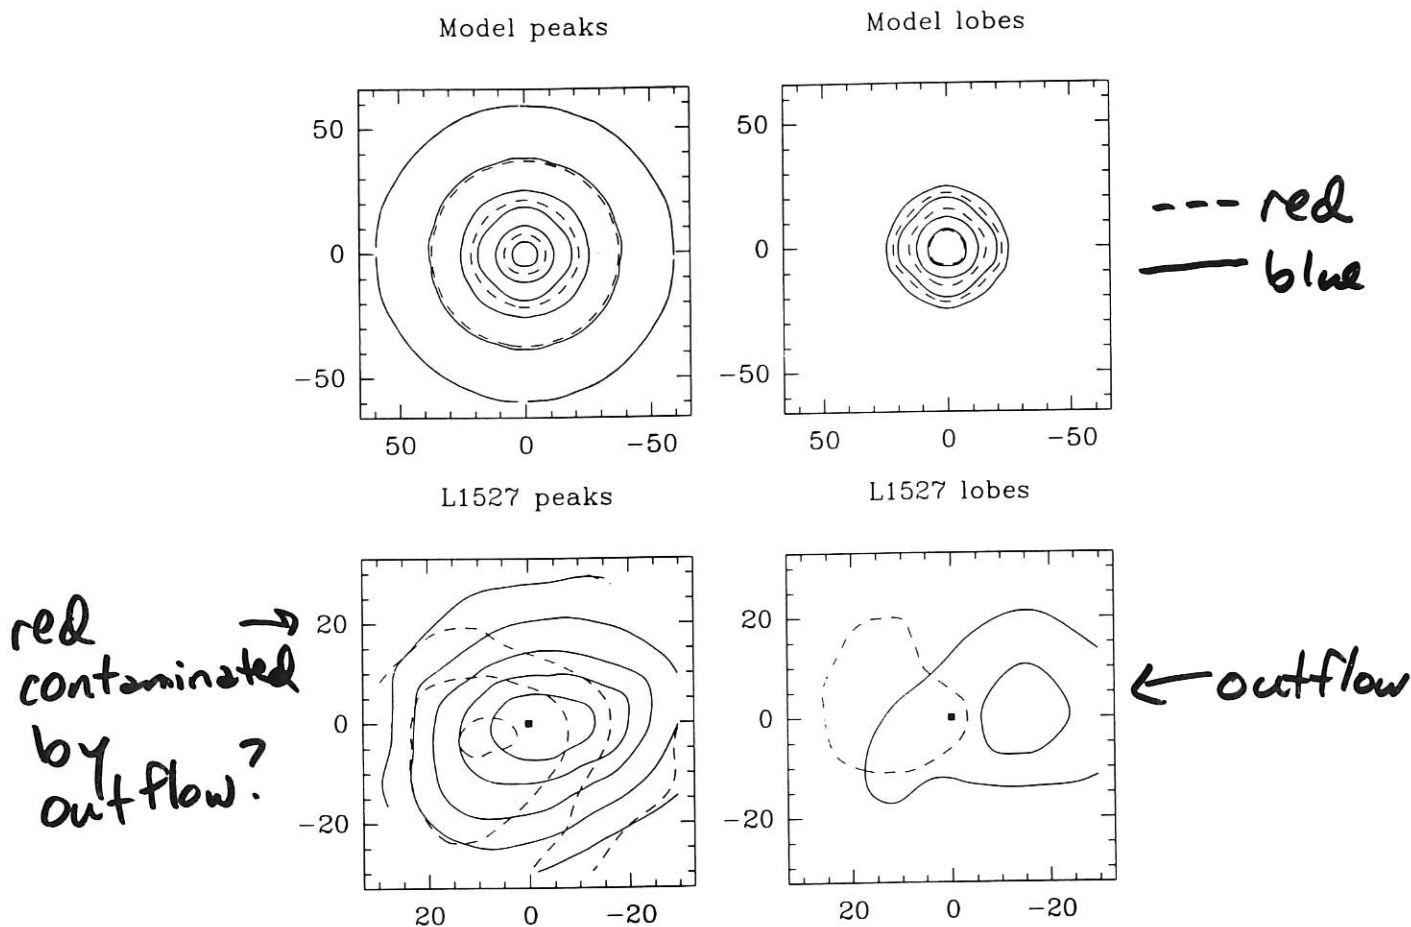 Model peaks
Model lobes
50
0
-50
50
0
-50
50
0
-50
50
0
-50
--- red
— blue
L1527 peaks
L1527 lobes
red →
contaminated
by
outflow?
20
0
-20
20
0
-20
20
0
-20
20
0
-20
← outflow